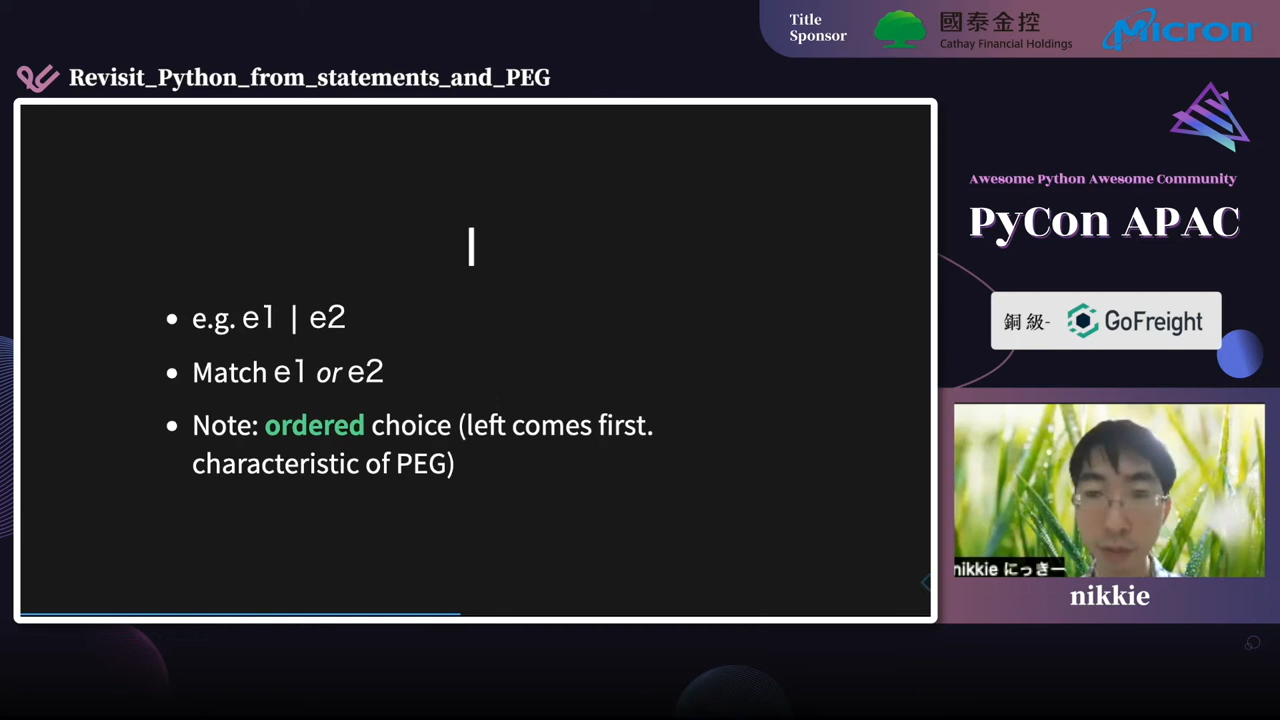 Title
Sponsor
國泰金控
Cathay Financial Holdings
Micron
Revisit_Python_from_statements_and_PEG
|
e.g. e1 | e2
Match e1 or e2
Note: ordered choice (left comes first.
characteristic of PEG)
Awesome Python Awesome Community
PyCon APAC
銅級-
GoFreight
nikkie にっきー
nikkie